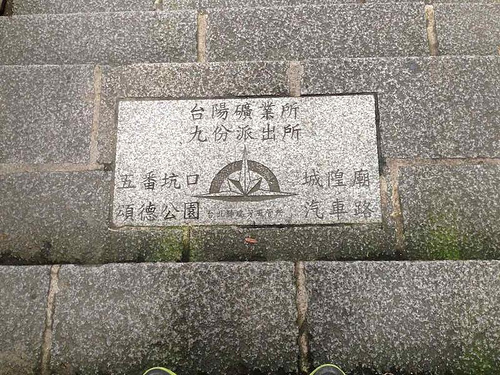 台陽礦業所
九份派出所
五番坑口
頌德公園
城隍廟
汽車路